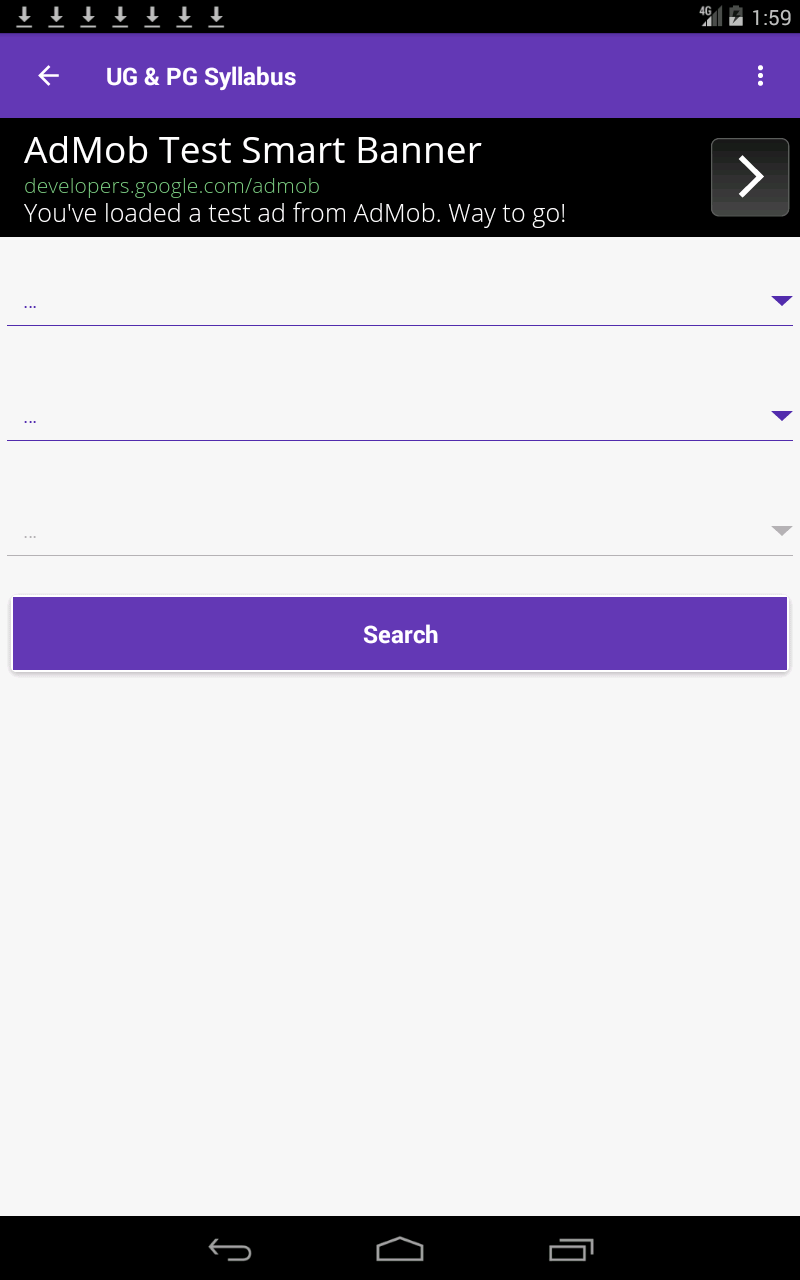 4G 1:59
UG & PG Syllabus
AdMob Test Smart Banner
developers.google.com/admob
You've loaded a test ad from AdMob. Way to go!
...
...
...
Search